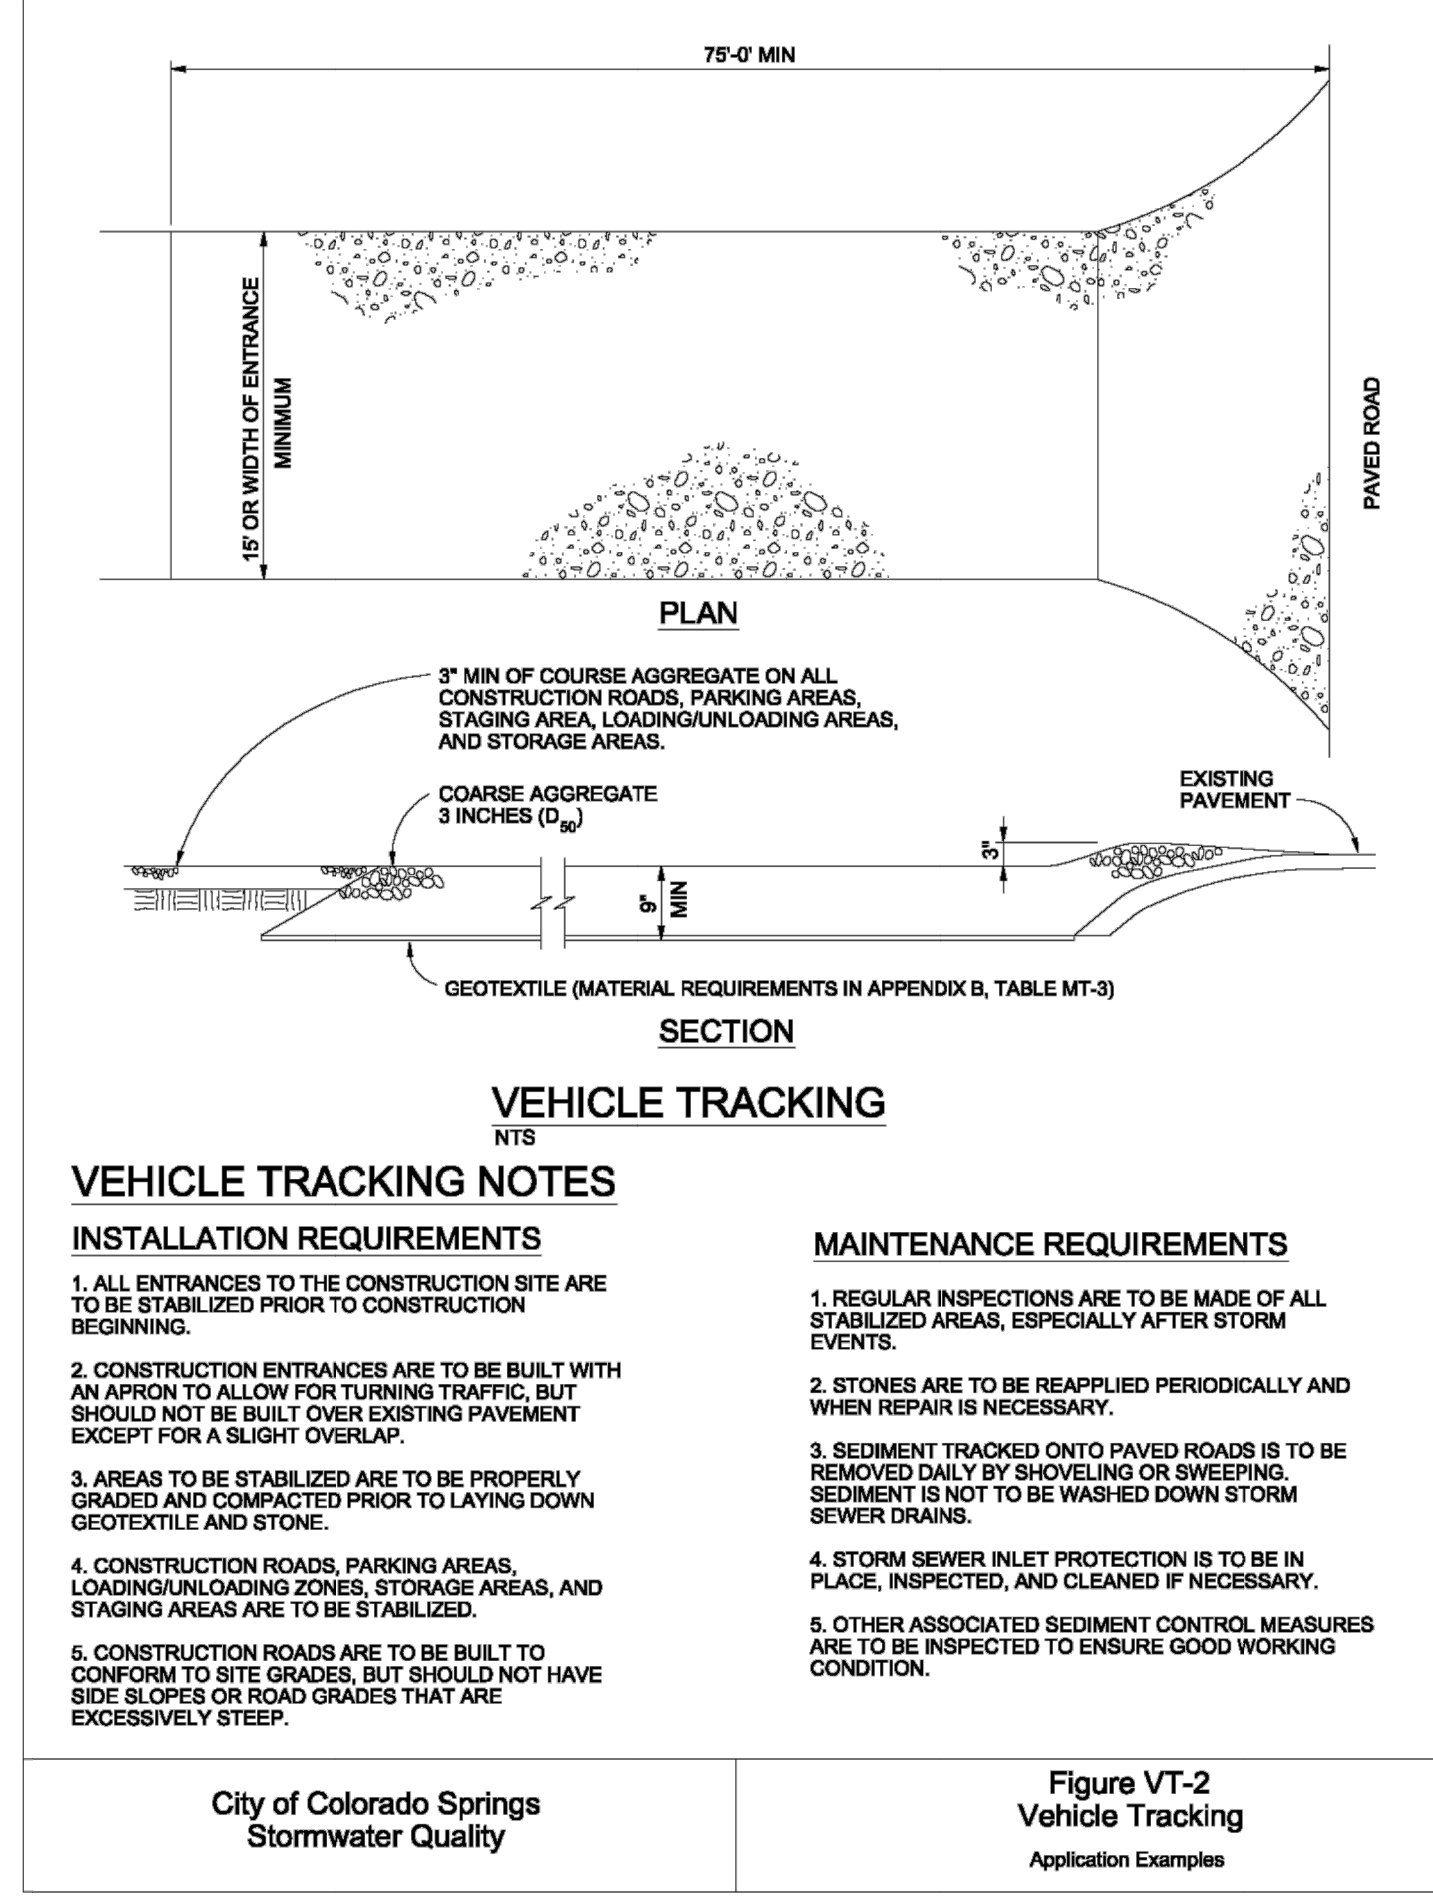 75'-0' MIN
15' OR WIDTH OF ENTRANCE
MINIMUM
PAVED ROAD
PLAN
3" MIN OF COURSE AGGREGATE ON ALL
CONSTRUCTION ROADS, PARKING AREAS,
STAGING AREA, LOADING/UNLOADING AREAS,
AND STORAGE AREAS.
COARSE AGGREGATE
3 INCHES (D50)
EXISTING
PAVEMENT
3"
9"
MIN
GEOTEXTILE (MATERIAL REQUIREMENTS IN APPENDIX B, TABLE MT-3)
SECTION
VEHICLE TRACKING
NTS
VEHICLE TRACKING NOTES
INSTALLATION REQUIREMENTS
1. ALL ENTRANCES TO THE CONSTRUCTION SITE ARE
TO BE STABILIZED PRIOR TO CONSTRUCTION
BEGINNING.
2. CONSTRUCTION ENTRANCES ARE TO BE BUILT WITH
AN APRON TO ALLOW FOR TURNING TRAFFIC, BUT
SHOULD NOT BE BUILT OVER EXISTING PAVEMENT
EXCEPT FOR A SLIGHT OVERLAP.
3. AREAS TO BE STABILIZED ARE TO BE PROPERLY
GRADED AND COMPACTED PRIOR TO LAYING DOWN
GEOTEXTILE AND STONE.
4. CONSTRUCTION ROADS, PARKING AREAS,
LOADING/UNLOADING ZONES, STORAGE AREAS, AND
STAGING AREAS ARE TO BE STABILIZED.
5. CONSTRUCTION ROADS ARE TO BE BUILT TO
CONFORM TO SITE GRADES, BUT SHOULD NOT HAVE
SIDE SLOPES OR ROAD GRADES THAT ARE
EXCESSIVELY STEEP.
MAINTENANCE REQUIREMENTS
1. REGULAR INSPECTIONS ARE TO BE MADE OF ALL
STABILIZED AREAS, ESPECIALLY AFTER STORM
EVENTS.
2. STONES ARE TO BE REAPPLIED PERIODICALLY AND
WHEN REPAIR IS NECESSARY.
3. SEDIMENT TRACKED ONTO PAVED ROADS IS TO BE
REMOVED DAILY BY SHOVELING OR SWEEPING.
SEDIMENT IS NOT TO BE WASHED DOWN STORM
SEWER DRAINS.
4. STORM SEWER INLET PROTECTION IS TO BE IN
PLACE, INSPECTED, AND CLEANED IF NECESSARY.
5. OTHER ASSOCIATED SEDIMENT CONTROL MEASURES
ARE TO BE INSPECTED TO ENSURE GOOD WORKING
CONDITION.
City of Colorado Springs
Stormwater Quality
Figure VT-2
Vehicle Tracking
Application Examples